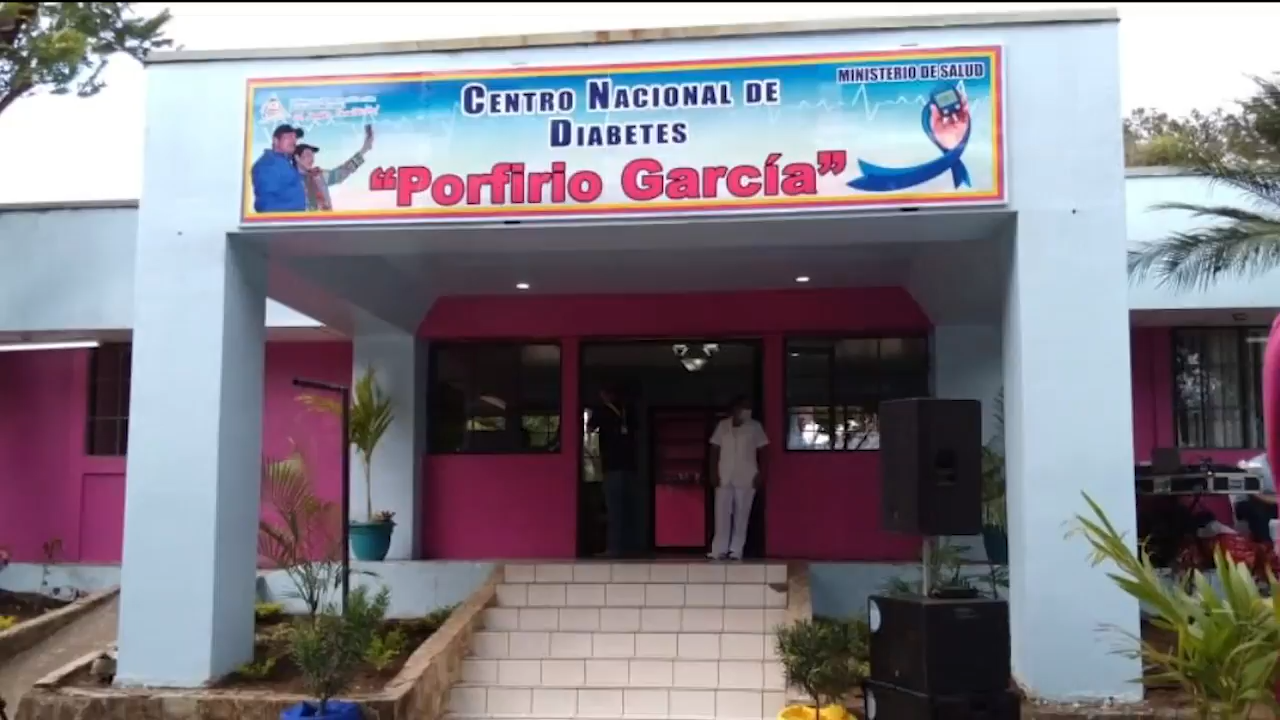 MINISTERIO DE SALUD
CENTRO NACIONAL DE
DIABETES
“Porfirio García”